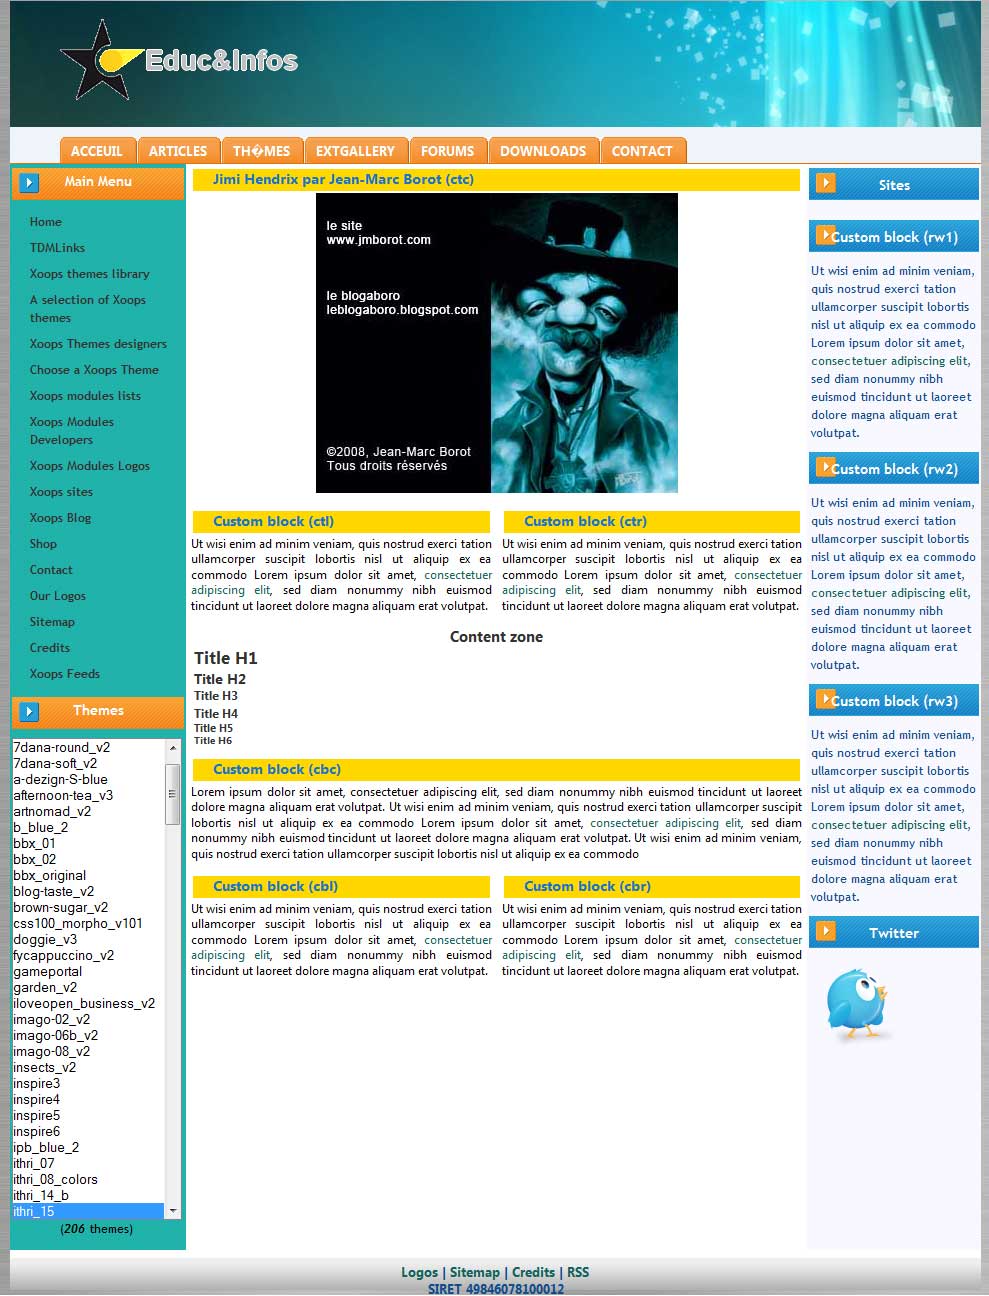 Educ&Infos
ACCEUIL
ARTICLES
TH�MES
EXTGALLERY
FORUMS
DOWNLOADS
CONTACT
Main Menu
Home
TDMLinks
Xoops themes library
A selection of Xoops
themes
Xoops Themes designers
Choose a Xoops Theme
Xoops modules lists
Xoops Modules
Developers
Xoops Modules Logos
Xoops sites
Xoops Blog
Shop
Contact
Our Logos
Sitemap
Credits
Xoops Feeds
Themes
7dana-round_v2
7dana-soft_v2
a-dezign-S-blue
afternoon-tea_v3
artnomad_v2
b_blue_2
bbx_01
bbx_02
bbx_original
blog-taste_v2
brown-sugar_v2
css100_morpho_v101
doggie_v3
fycappuccino_v2
gameportal
garden_v2
iloveopen_business_v2
imago-02_v2
imago-06b_v2
imago-08_v2
insects_v2
inspire3
inspire4
inspire5
inspire6
ipb_blue_2
ithri_07
ithri_08_colors
ithri_14_b
ithri_15
(206 themes)
Jimi Hendrix par Jean-Marc Borot (ctc)
le site
www.jmborot.com
le blogaboro
leblogaboro.blogspot.com
©2008, Jean-Marc Borot
Tous droits réservés
Custom block (ctl)
Ut wisi enim ad minim veniam, quis nostrud exerci tation
ullamcorper suscipit lobortis nisl ut aliquip ex ea
commodo Lorem ipsum dolor sit amet, consectetuer
adipiscing elit, sed diam nonummy nibh euismod
tincidunt ut laoreet dolore magna aliquam erat volutpat.
Custom block (ctr)
Ut wisi enim ad minim veniam, quis nostrud exerci tation
ullamcorper suscipit lobortis nisl ut aliquip ex ea
commodo Lorem ipsum dolor sit amet, consectetuer
adipiscing elit, sed diam nonummy nibh euismod
tincidunt ut laoreet dolore magna aliquam erat volutpat.
Content zone
Title H1
Title H2
Title H3
Title H4
Title H5
Title H6
Custom block (cbc)
Lorem ipsum dolor sit amet, consectetuer adipiscing elit, sed diam nonummy nibh euismod tincidunt ut laoreet
dolore magna aliquam erat volutpat. Ut wisi enim ad minim veniam, quis nostrud exerci tation ullamcorper suscipit
lobortis nisl ut aliquip ex ea commodo Lorem ipsum dolor sit amet, consectetuer adipiscing elit, sed diam
nonummy nibh euismod tincidunt ut laoreet dolore magna aliquam erat volutpat. Ut wisi enim ad minim veniam,
quis nostrud exerci tation ullamcorper suscipit lobortis nisl ut aliquip ex ea commodo
Custom block (cbl)
Ut wisi enim ad minim veniam, quis nostrud exerci tation
ullamcorper suscipit lobortis nisl ut aliquip ex ea
commodo Lorem ipsum dolor sit amet, consectetuer
adipiscing elit, sed diam nonummy nibh euismod
tincidunt ut laoreet dolore magna aliquam erat volutpat.
Custom block (cbr)
Ut wisi enim ad minim veniam, quis nostrud exerci tation
ullamcorper suscipit lobortis nisl ut aliquip ex ea
commodo Lorem ipsum dolor sit amet, consectetuer
adipiscing elit, sed diam nonummy nibh euismod
tincidunt ut laoreet dolore magna aliquam erat volutpat.
Sites
Custom block (rw1)
Ut wisi enim ad minim veniam,
quis nostrud exerci tation
ullamcorper suscipit lobortis
nisl ut aliquip ex ea commodo
Lorem ipsum dolor sit amet,
consectetuer adipiscing elit,
sed diam nonummy nibh
euismod tincidunt ut laoreet
dolore magna aliquam erat
volutpat.
Custom block (rw2)
Ut wisi enim ad minim veniam,
quis nostrud exerci tation
ullamcorper suscipit lobortis
nisl ut aliquip ex ea commodo
Lorem ipsum dolor sit amet,
consectetuer adipiscing elit,
sed diam nonummy nibh
euismod tincidunt ut laoreet
dolore magna aliquam erat
volutpat.
Custom block (rw3)
Ut wisi enim ad minim veniam,
quis nostrud exerci tation
ullamcorper suscipit lobortis
nisl ut aliquip ex ea commodo
Lorem ipsum dolor sit amet,
consectetuer adipiscing elit,
sed diam nonummy nibh
euismod tincidunt ut laoreet
dolore magna aliquam erat
volutpat.
Twitter
Logos | Sitemap | Credits | RSS
SIRET 49846078100012